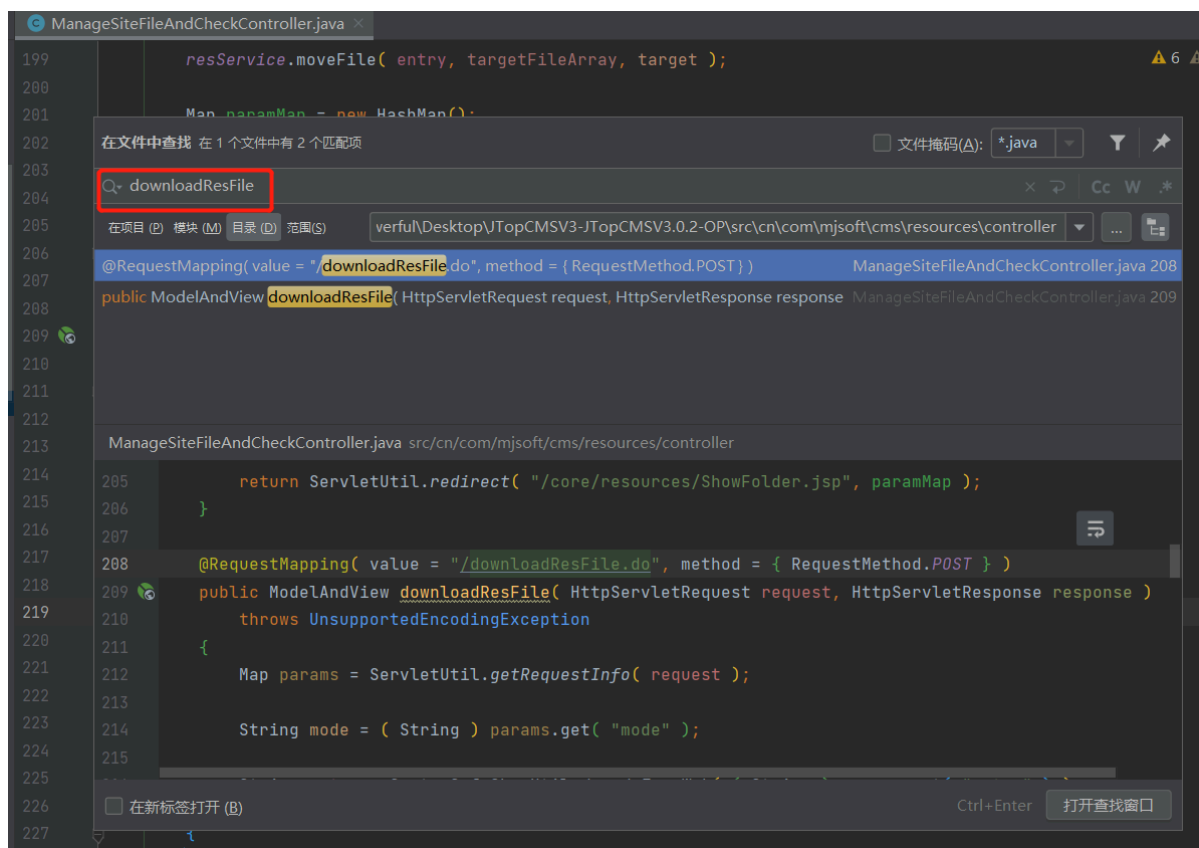 ManageSiteFileAndCheckController.java ×
199 resService.moveFile( entry, targetFileArray, target ); 6
200
201 Map paramMap = new HashMap();
202 在文件中查找 在 1 个文件中有 2 个匹配项 文件掩码(A): *.java
203
204 downloadResFile × Cc W .*
205 在项目 (P) 模块 (M) 目录 (D) 范围(S) verful\Desktop\JTopCMSV3-JTopCMSV3.0.2-OP\src\cn\com\mjsoft\cms\resources\controller ...
206 @RequestMapping( value = "/downloadResFile.do", method = { RequestMethod.POST } ) ManageSiteFileAndCheckController.java 208
207
208 public ModelAndView downloadResFile( HttpServletRequest request, HttpServletResponse response ManageSiteFileAndCheckController.java 209
209
210
211
212
213 ManageSiteFileAndCheckController.java src/cn/com/mjsoft/cms/resources/controller
214 205 return ServletUtil.redirect( "/core/resources/ShowFolder.jsp", paramMap );
215 206 }
216 207
217 208 @RequestMapping( value = "/downloadResFile.do", method = { RequestMethod.POST } )
218 209 public ModelAndView downloadResFile( HttpServletRequest request, HttpServletResponse response )
219 210 throws UnsupportedEncodingException
220 211 {
221 212 Map params = ServletUtil.getRequestInfo( request );
222 213
223 214 String mode = ( String ) params.get( "mode" );
224 215
225
226 在新标签打开 (B) Ctrl+Enter 打开查找窗口
227 {